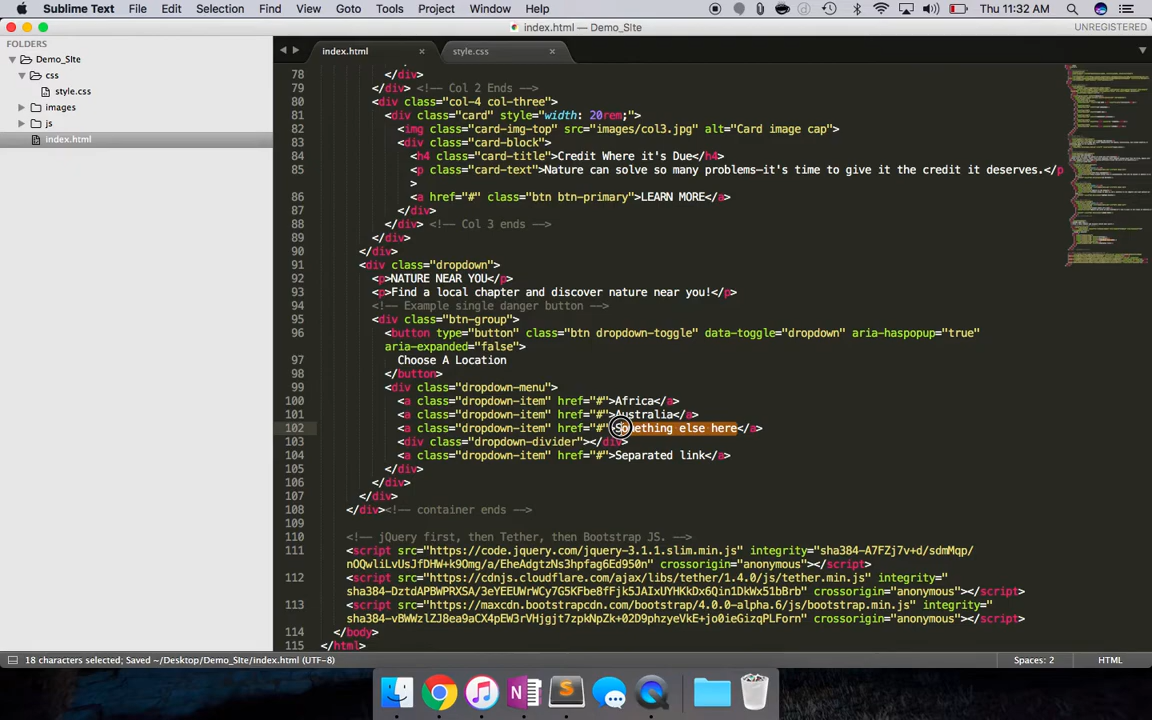 Sublime Text File Edit Selection Find View Goto Tools Project Window Help Thu 11:32 AM
index.html — Demo_SIte UNREGISTERED
FOLDERS
Demo_SIte
css
style.css
images
js
index.html
index.html × style.css ×
78 </div>
79 </div> <!-- Col 2 Ends -->
80 <div class="col-4 col-three">
81 <div class="card" style="width: 20rem;">
82 <img class="card-img-top" src="images/col3.jpg" alt="Card image cap">
83 <div class="card-block">
84 <h4 class="card-title">Credit Where it's Due</h4>
85 <p class="card-text">Nature can solve so many problems—it's time to give it the credit it deserves.</p
>
86 <a href="#" class="btn btn-primary">LEARN MORE</a>
87 </div>
88 </div> <!-- Col 3 ends -->
89 </div>
90 </div>
91 <div class="dropdown">
92 <p>NATURE NEAR YOU</p>
93 <p>Find a local chapter and discover nature near you!</p>
94 <!-- Example single danger button -->
95 <div class="btn-group">
96 <button type="button" class="btn dropdown-toggle" data-toggle="dropdown" aria-haspopup="true"
aria-expanded="false">
97 Choose A Location
98 </button>
99 <div class="dropdown-menu">
100 <a class="dropdown-item" href="#">Africa</a>
101 <a class="dropdown-item" href="#">Australia</a>
102 <a class="dropdown-item" href="#">Something else here</a>
103 <div class="dropdown-divider"></div>
104 <a class="dropdown-item" href="#">Separated link</a>
105 </div>
106 </div>
107 </div>
108 </div><!-- container ends -->
109
110 <!-- jQuery first, then Tether, then Bootstrap JS. -->
111 <script src="https://code.jquery.com/jquery-3.1.1.slim.min.js" integrity="sha384-A7FZj7v+d/sdmMqp/
nOQwliLvUsJfDHW+k9Omg/a/EheAdgtzNs3hpfag6Ed950n" crossorigin="anonymous"></script>
112 <script src="https://cdnjs.cloudflare.com/ajax/libs/tether/1.4.0/js/tether.min.js" integrity="
sha384-DztdAPBWPRXSA/3eYEEUWrWCy7G5KFbe8fFjk5JAIxUYHKkDx6Qin1DkWx51bBrb" crossorigin="anonymous"></script>
113 <script src="https://maxcdn.bootstrapcdn.com/bootstrap/4.0.0-alpha.6/js/bootstrap.min.js" integrity="
sha384-vBWWzlZJ8ea9aCX4pEW3rVHjgjt7zpkNpZk+02D9phzyeVkE+jo0ieGizqPLForn" crossorigin="anonymous"></script>
114 </body>
115 </html>
18 characters selected; Saved ~/Desktop/Demo_SIte/index.html (UTF-8) Spaces: 2 HTML